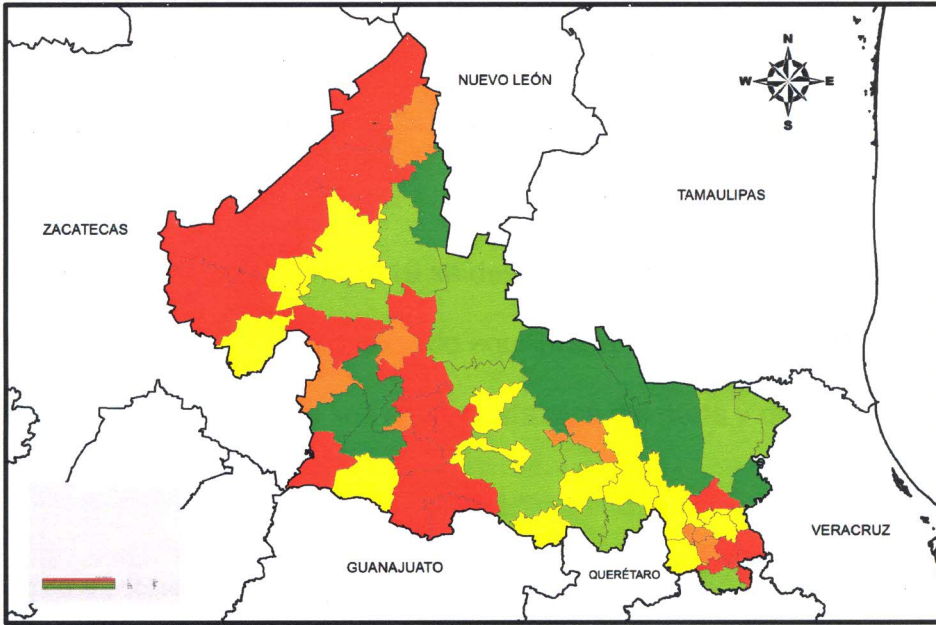 N
NUEVO LEÓN
W
E
S
TAMAULIPAS
ZACATECAS
VERACRUZ
GUANAJUATO
QUERÉTARO